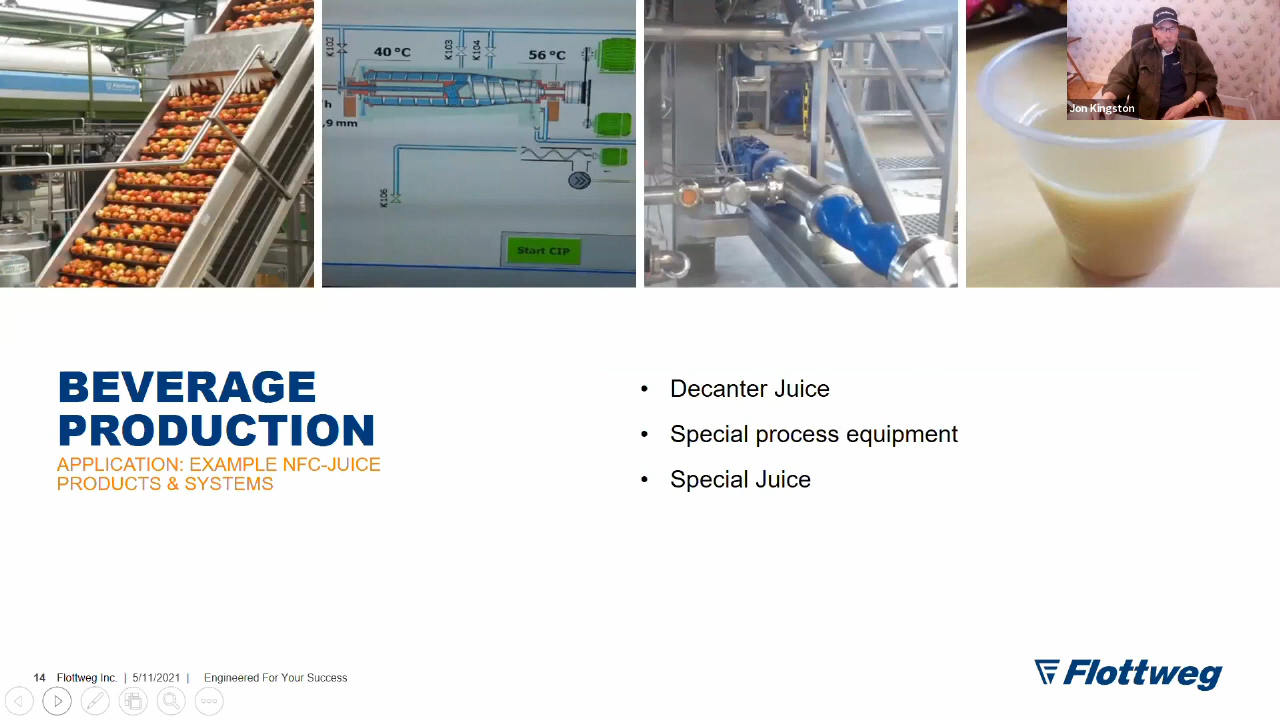 Flottweg
K102
40 °C
K103
K104
56 °C
/h
,9 mm
K106
Start CIP
Jon Kingston
BEVERAGE
PRODUCTION
APPLICATION: EXAMPLE NFC-JUICE
PRODUCTS & SYSTEMS
• Decanter Juice
• Special process equipment
• Special Juice
14 Flottweg Inc. | 5/11/2021 | Engineered For Your Success
Flottweg